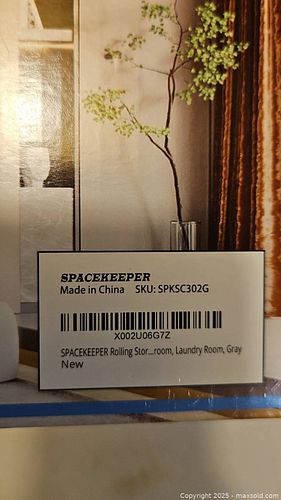 SPACEKEEPER
Made in China SKU: SPKSC302G
X002U06G7Z
SPACEKEEPER Rolling Stor...room, Laundry Room, Gray
New
Copyright 2025 - maxsold.com